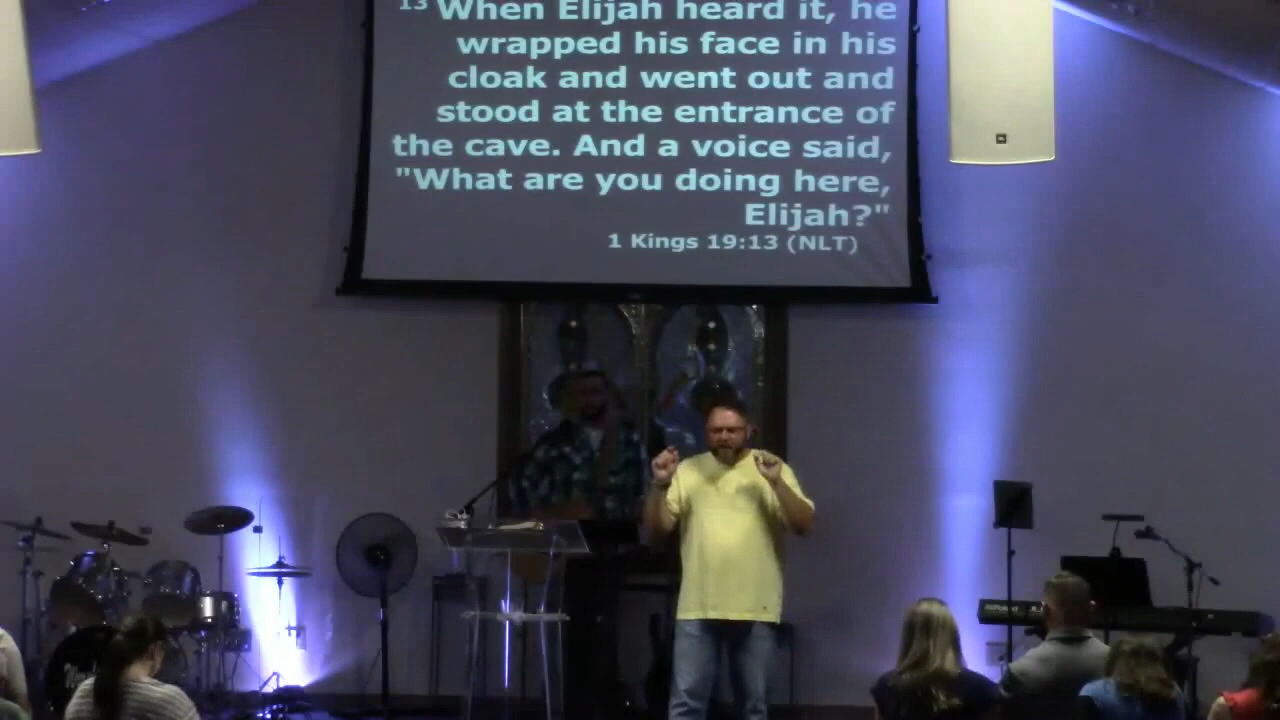 13 When Elijah heard it, he
wrapped his face in his
cloak and went out and
stood at the entrance of
the cave. And a voice said,
"What are you doing here,
Elijah?"
1 Kings 19:13 (NLT)
Roland